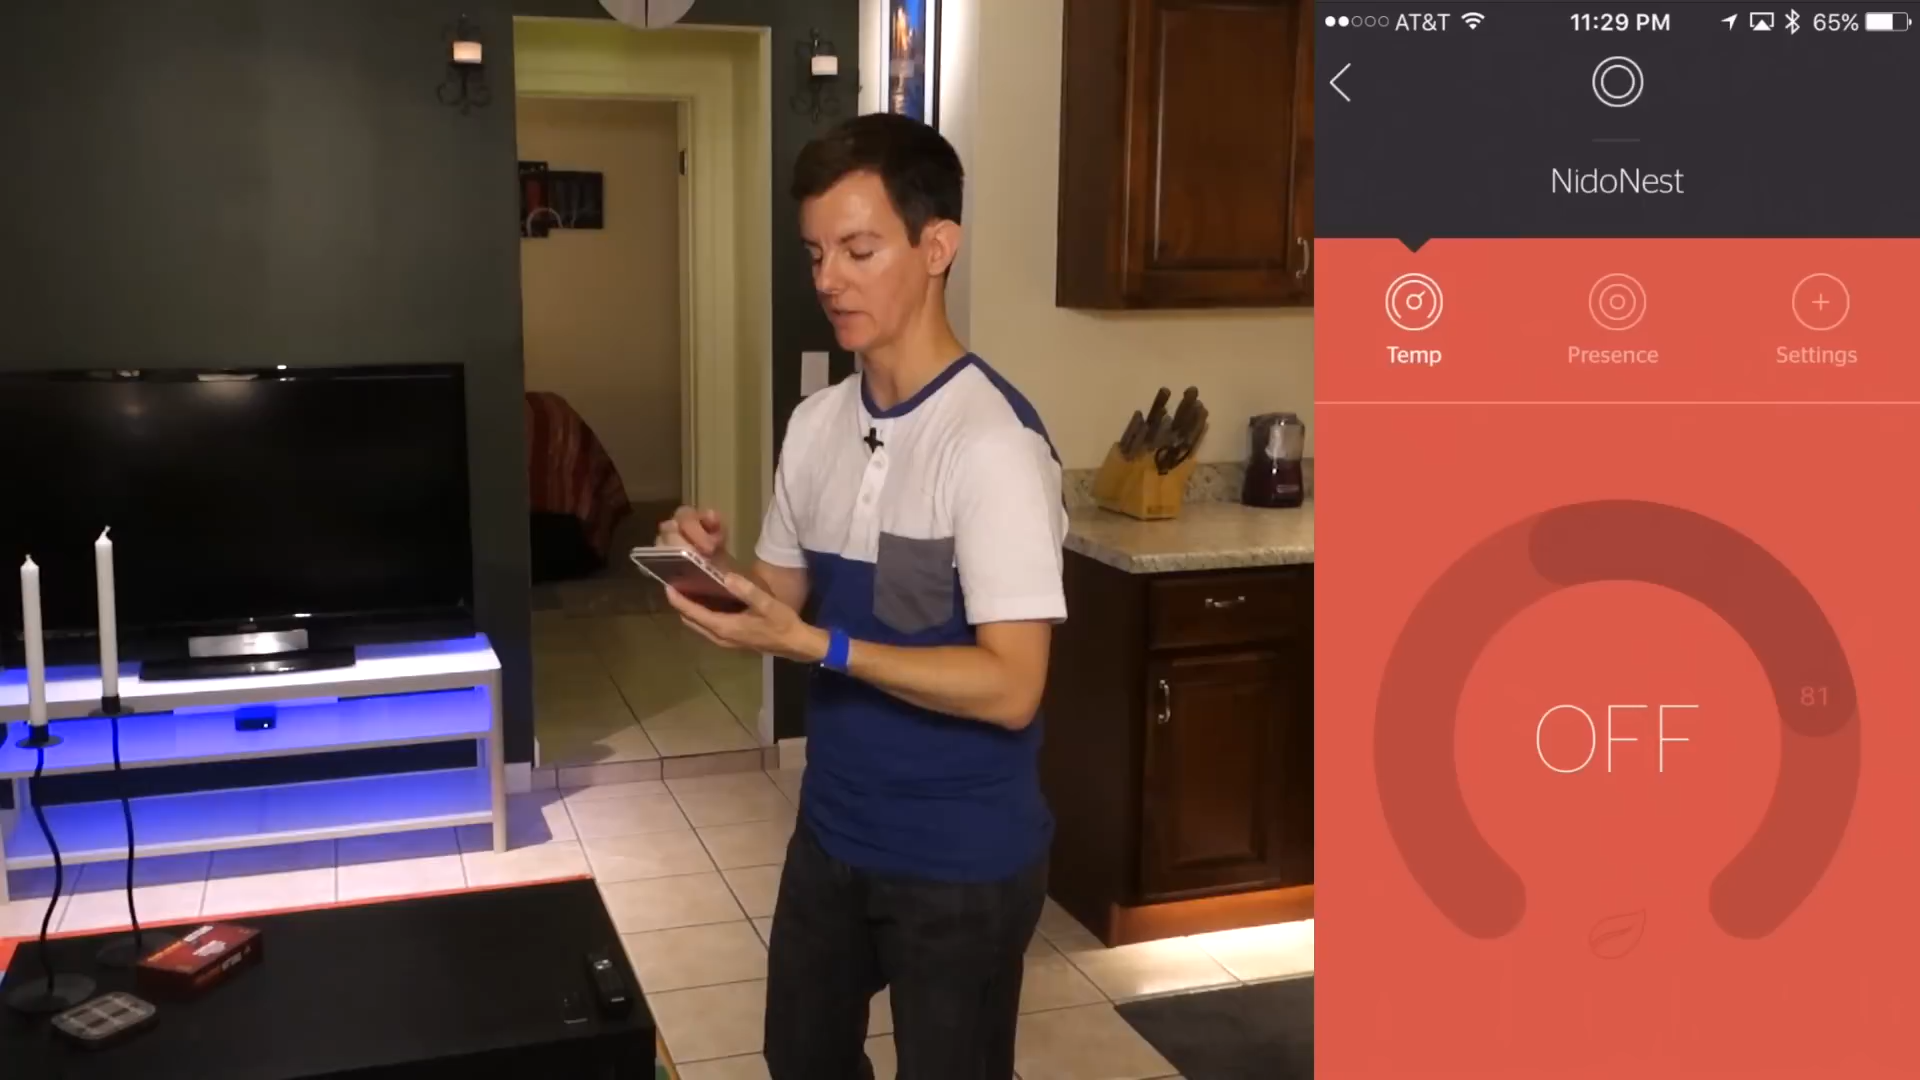 AT&T 11:29 PM 65%
NidoNest
Temp Presence Settings
81
OFF